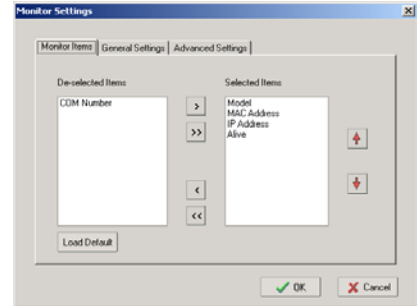 Monitor Settings
Monitor Items General Settings Advanced Settings
De-selected Items Selected Items
COM Number
Model
MAC Address
IP Address
Alive
>
>>
<
<<
Load Default
OK Cancel